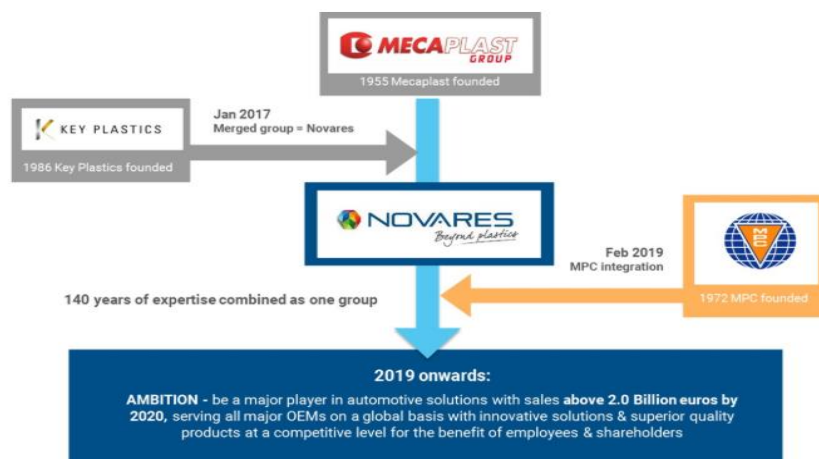 MECAPLAST
GROUP
1955 Mecaplast founded
Jan 2017
Merged group = Novares
KEY PLASTICS
1986 Key Plastics founded
NOVARES
Beyond plastics
Feb 2019
MPC integration
MPC
1972 MPC founded
140 years of expertise combined as one group
2019 onwards:
AMBITION - be a major player in automotive solutions with sales above 2.0 Billion euros by
2020, serving all major OEMs on a global basis with innovative solutions & superior quality
products at a competitive level for the benefit of employees & shareholders